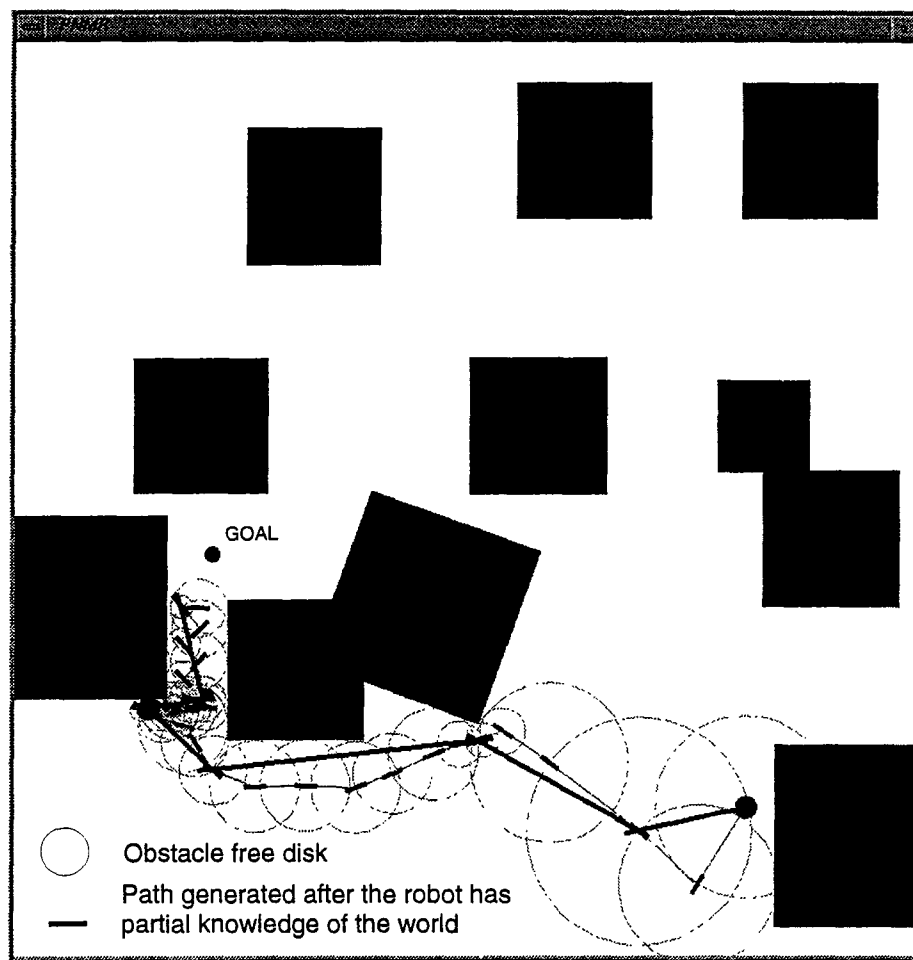 GOAL
Obstacle free disk
Path generated after the robot has
partial knowledge of the world